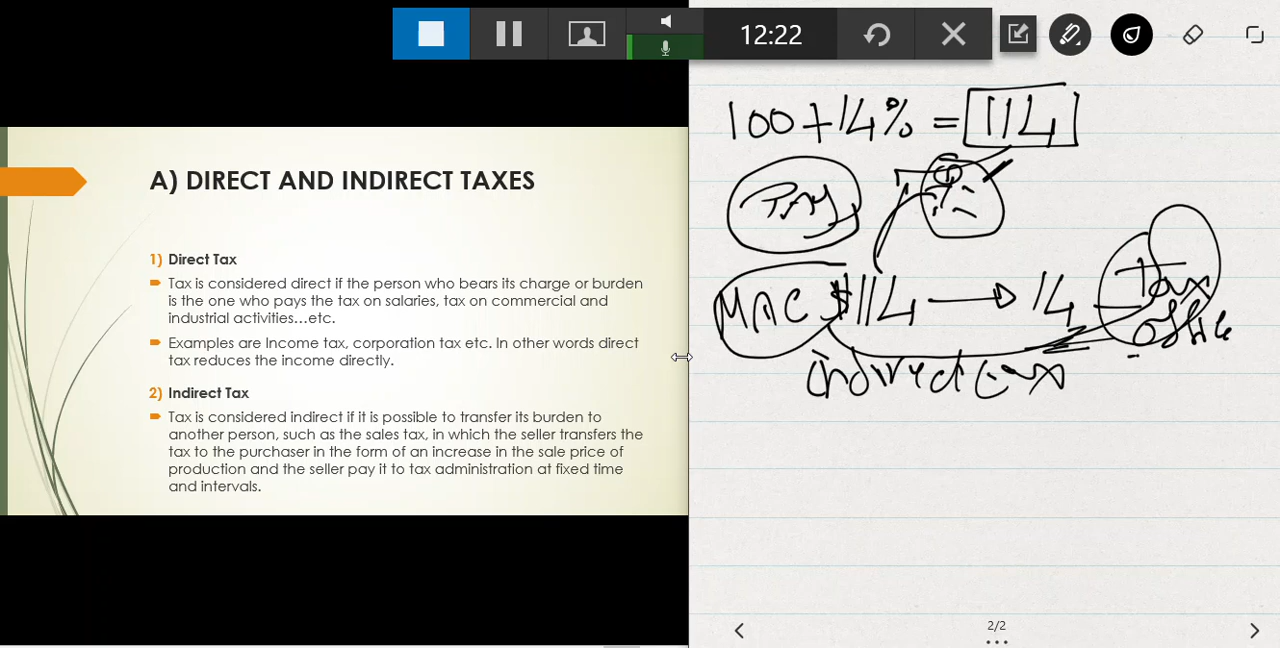 12:22
A) DIRECT AND INDIRECT TAXES
1) Direct Tax
Tax is considered direct if the person who bears its charge or burden
is the one who pays the tax on salaries, tax on commercial and
industrial activities…etc.
Examples are Income tax, corporation tax etc. In other words direct
tax reduces the income directly.
2) Indirect Tax
Tax is considered indirect if it is possible to transfer its burden to
another person, such as the sales tax, in which the seller transfers the
tax to the purchaser in the form of an increase in the sale price of
production and the seller pay it to tax administration at fixed time
and intervals.
100 + 14% = 114
MAC $114 → 14 tax
office
indirect tax
2/2